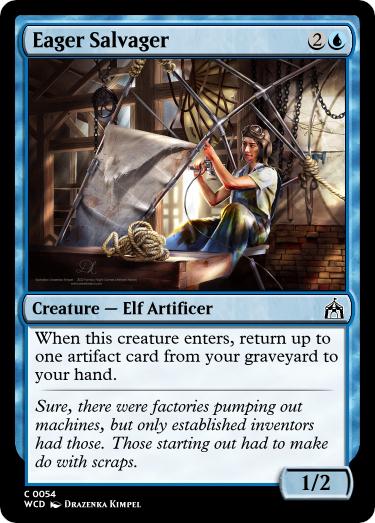 Eager Salvager 2
Creature — Elf Artificer
When this creature enters, return up to
one artifact card from your graveyard to
your hand.
Sure, there were factories pumping out
machines, but only established inventors
had those. Those starting out had to make
do with scraps.
1/2
C 0054
WCD Drazenka Kimpel